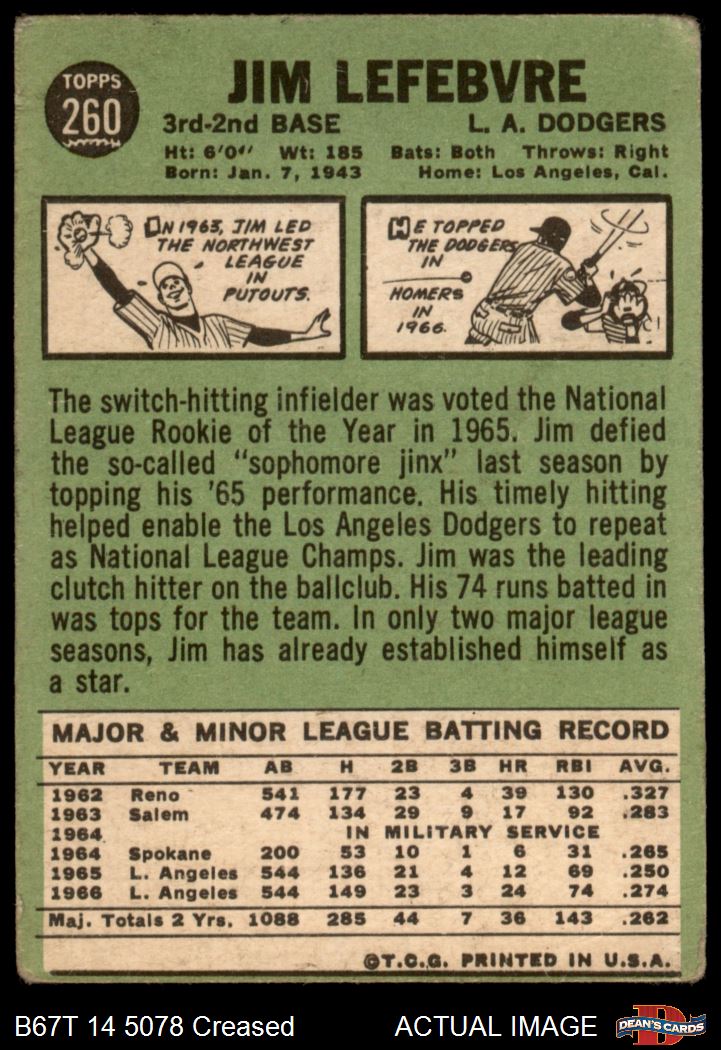 TOPPS
260
JIM LEFEBVRE
3rd-2nd BASE L. A. DODGERS
Ht: 6'0" Wt: 185 Bats: Both Throws: Right
Born: Jan. 7, 1943 Home: Los Angeles, Cal.
IN 1963, JIM LED
THE NORTHWEST
LEAGUE
IN
PUTOUTS.
HE TOPPED
THE DODGERS
IN
HOMERS
IN
1966.
The switch-hitting infielder was voted the National
League Rookie of the Year in 1965. Jim defied
the so-called "sophomore jinx" last season by
topping his '65 performance. His timely hitting
helped enable the Los Angeles Dodgers to repeat
as National League Champs. Jim was the leading
clutch hitter on the ballclub. His 74 runs batted in
was tops for the team. In only two major league
seasons, Jim has already established himself as
a star.
MAJOR & MINOR LEAGUE BATTING RECORD
YEAR TEAM AB H 2B 3B HR RBI AVG.
1962 Reno 541 177 23 4 39 130 .327
1963 Salem 474 134 29 9 17 92 .283
1964 IN MILITARY SERVICE
1964 Spokane 200 53 10 1 6 31 .265
1965 L. Angeles 544 136 21 4 12 69 .250
1966 L. Angeles 544 149 23 3 24 74 .274
Maj. Totals 2 Yrs. 1088 285 44 7 36 143 .262
©T.C.G. PRINTED IN U.S.A.
B67T 14 5078 Creased ACTUAL IMAGE
D
DEAN'S CARDS